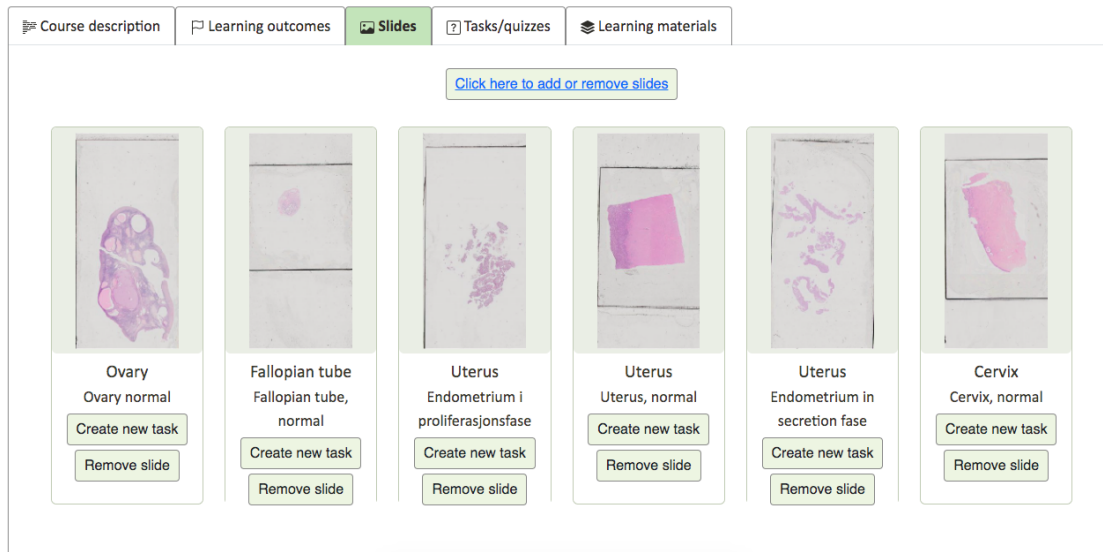 Course description
Learning outcomes
Slides
Tasks/quizzes
Learning materials
Click here to add or remove slides
Ovary
Ovary normal
Create new task
Remove slide
Fallopian tube
Fallopian tube,
normal
Create new task
Remove slide
Uterus
Endometrium i
proliferasjonsfase
Create new task
Remove slide
Uterus
Uterus, normal
Create new task
Remove slide
Uterus
Endometrium in
secretion fase
Create new task
Remove slide
Cervix
Cervix, normal
Create new task
Remove slide